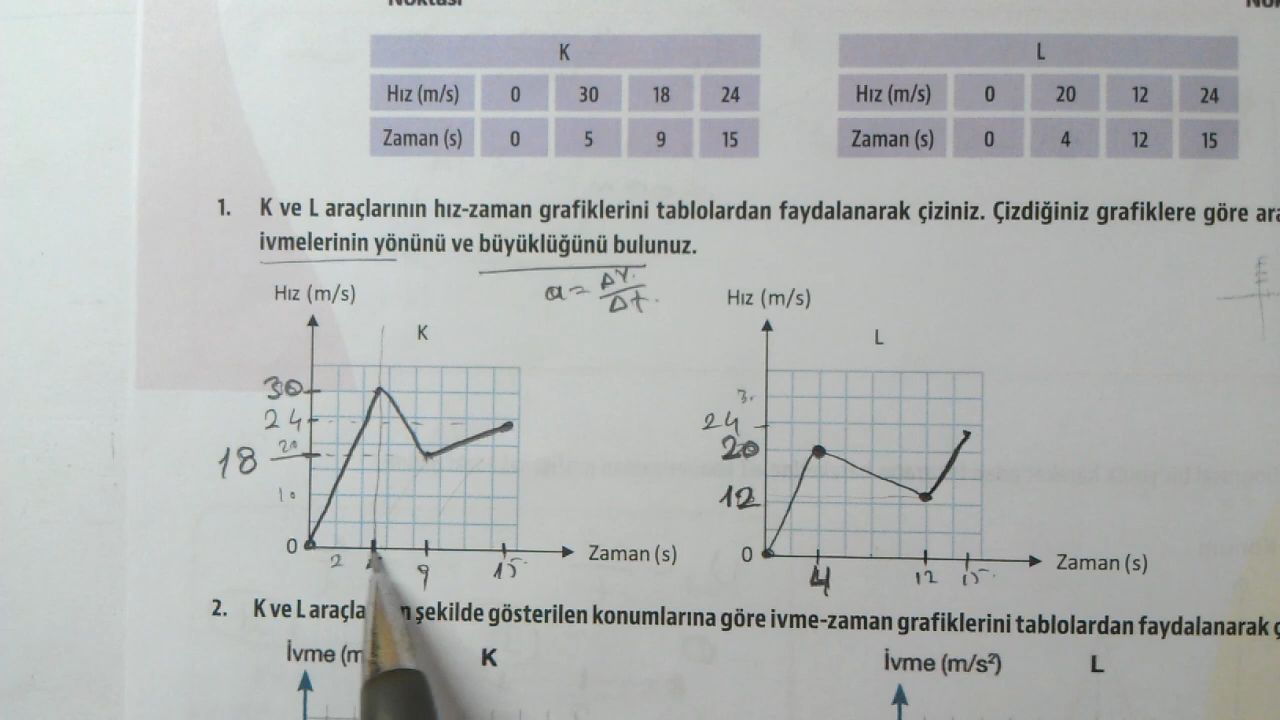 Noktası
K
Hız (m/s) 0 30 18 24
Zaman (s) 0 5 9 15
L
Hız (m/s) 0 20 12 24
Zaman (s) 0 4 12 15
1. K ve L araçlarının hız-zaman grafiklerini tablolardan faydalanarak çiziniz. Çizdiğiniz grafiklere göre
ivmelerinin yönünü ve büyüklüğünü bulunuz.
a = ΔV / Δt
Hız (m/s)
K
30
24
20
18
10
0
2
9
15
Zaman (s)
Hız (m/s)
L
24
20
12
0
4
12
15
Zaman (s)
2. K ve L şekilde gösterilen konumlarına göre ivme-zaman grafiklerini tablolardan faydalanarak
İvme
K
İvme (m/s²)
L